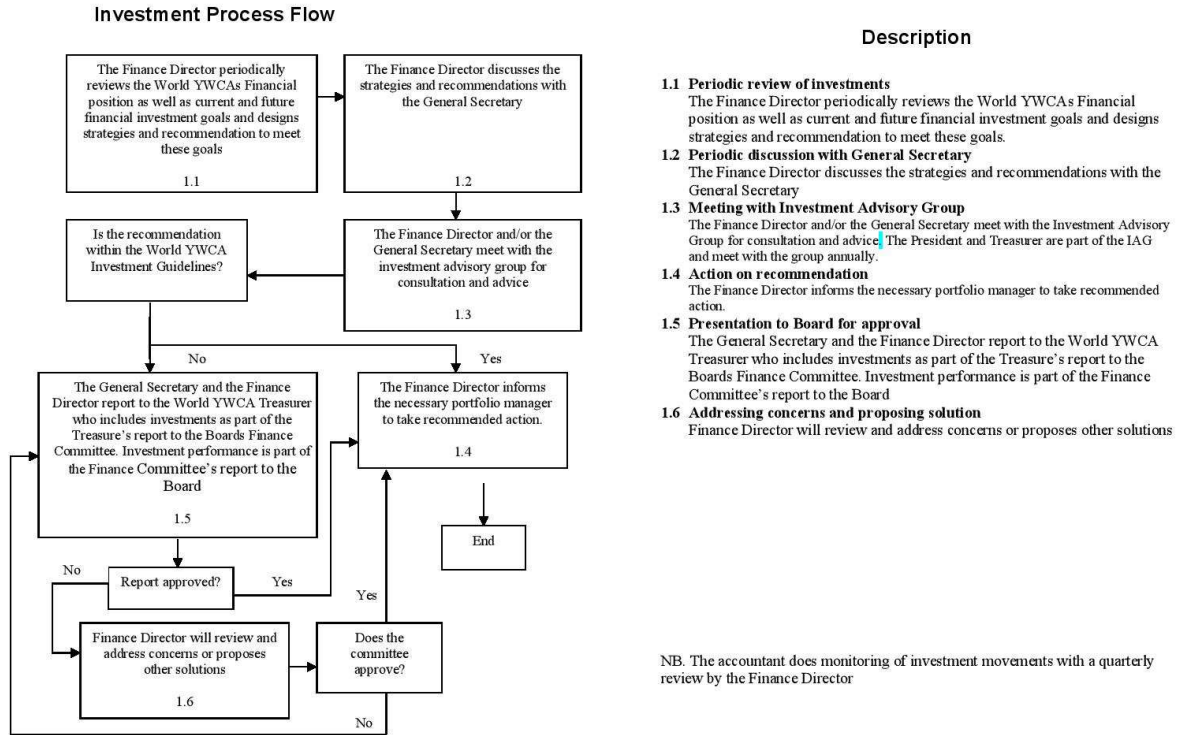 Investment Process Flow
The Finance Director periodically
reviews the World YWCAs Financial
position as well as current and future
financial investment goals and designs
strategies and recommendation to meet
these goals
1.1
The Finance Director discusses the
strategies and recommendations with
the General Secretary
1.2
Is the recommendation
within the World YWCA
Investment Guidelines?
The Finance Director and/or the
General Secretary meet with the
investment advisory group for
consultation and advice
1.3
No
Yes
The General Secretary and the Finance
Director report to the World YWCA Treasurer
who includes investments as part of the
Treasure's report to the Boards Finance
Committee. Investment performance is part of
the Finance Committee's report to the
Board
1.5
The Finance Director informs
the necessary portfolio manager
to take recommended action.
1.4
End
No
Report approved?
Yes
Yes
Finance Director will review and
address concerns or proposes
other solutions
1.6
Does the
committee
approve?
No
Description
1.1 Periodic review of investments
The Finance Director periodically reviews the World YWCAs Financial
position as well as current and future financial investment goals and designs
strategies and recommendation to meet these goals.
1.2 Periodic discussion with General Secretary
The Finance Director discusses the strategies and recommendations with the
General Secretary
1.3 Meeting with Investment Advisory Group
The Finance Director and/or the General Secretary meet with the Investment Advisory
Group for consultation and advice. The President and Treasurer are part of the IAG
and meet with the group annually.
1.4 Action on recommendation
The Finance Director informs the necessary portfolio manager to take recommended
action.
1.5 Presentation to Board for approval
The General Secretary and the Finance Director report to the World YWCA
Treasurer who includes investments as part of the Treasure's report to the
Boards Finance Committee. Investment performance is part of the Finance
Committee's report to the Board
1.6 Addressing concerns and proposing solution
Finance Director will review and address concerns or proposes other solutions
NB. The accountant does monitoring of investment movements with a quarterly
review by the Finance Director